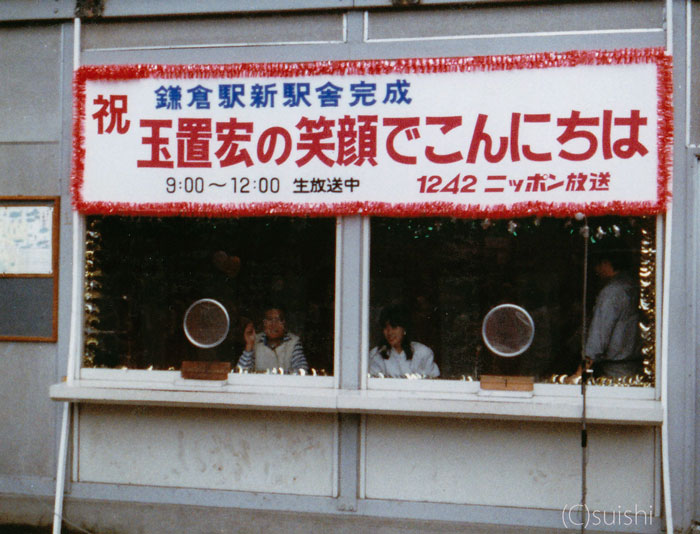 祝
鎌倉駅新駅舎完成
玉置宏の笑顔でこんにちは
9:00〜12:00 生放送中
1242 ニッポン放送
(C)suishi